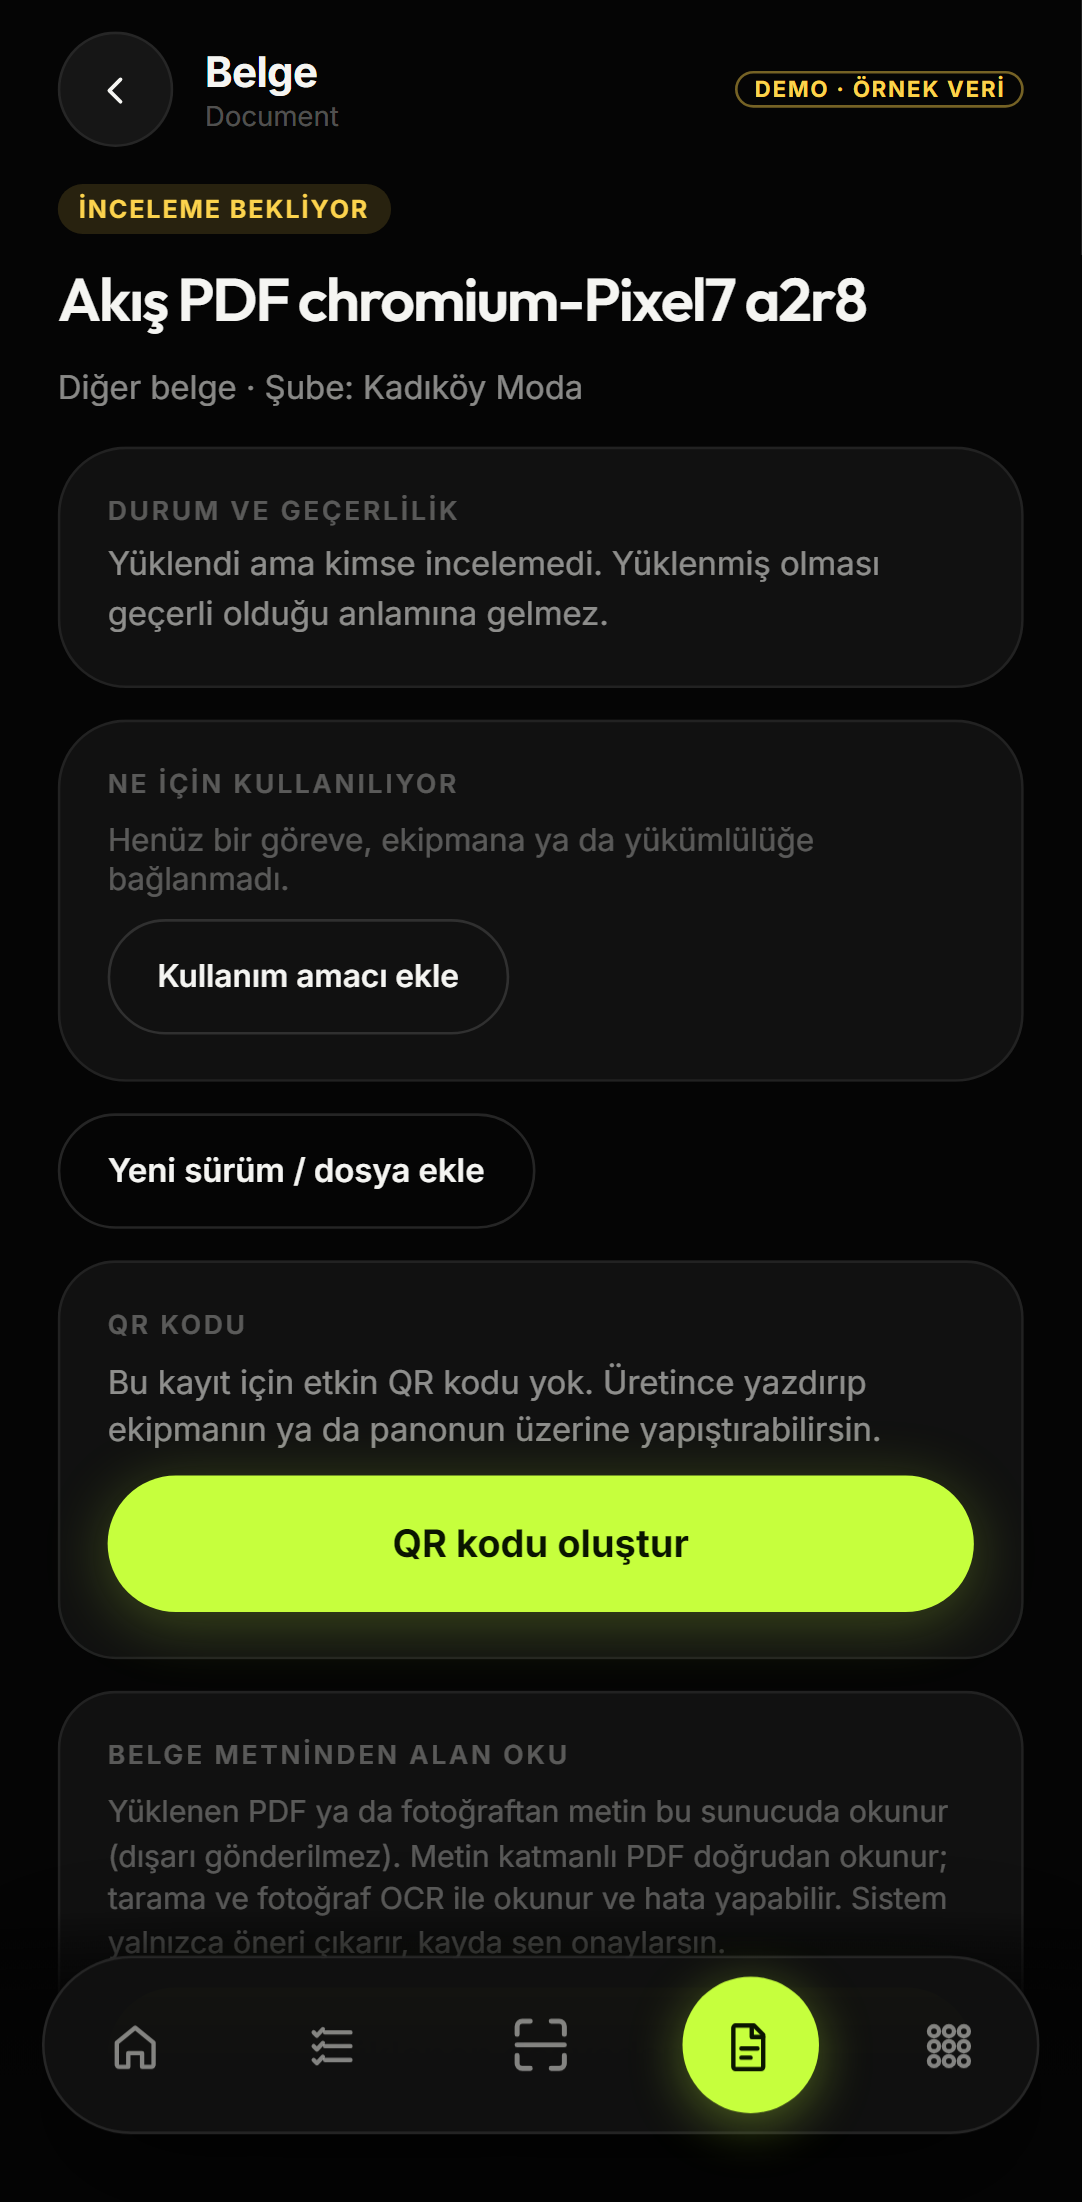 Belge
Document
DEMO · ÖRNEK VERİ
İNCELEME BEKLİYOR
Akış PDF chromium-Pixel7 a2r8
Diğer belge · Şube: Kadıköy Moda
DURUM VE GEÇERLİLİK
Yüklendi ama kimse incelemedi. Yüklenmiş olması
geçerli olduğu anlamına gelmez.
NE İÇİN KULLANILIYOR
Henüz bir göreve, ekipmana ya da yükümlülüğe
bağlanmadı.
Kullanım amacı ekle
Yeni sürüm / dosya ekle
QR KODU
Bu kayıt için etkin QR kodu yok. Üretince yazdırıp
ekipmanın ya da panonun üzerine yapıştırabilirsin.
QR kodu oluştur
BELGE METNİNDEN ALAN OKU
Yüklenen PDF ya da fotoğraftan metin bu sunucuda okunur
(dışarı gönderilmez). Metin katmanlı PDF doğrudan okunur;
tarama ve fotoğraf OCR ile okunur ve hata yapabilir. Sistem
yalnızca öneri çıkarır, kayda sen onaylarsın.